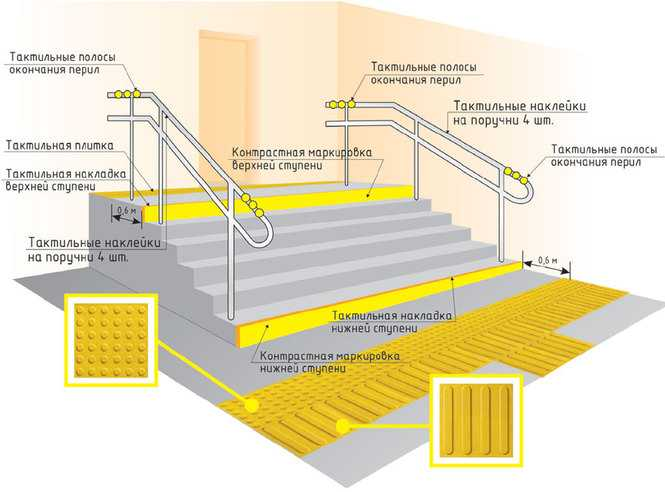 Тактильные полосы
окончания перил
Тактильные полосы
окончания перил
Тактильные наклейки
на поручни 4 шт.
Тактильная плитка
Контрастная маркировка
верхней ступени
Тактильные полосы
окончания перил
Тактильная накладка
верхней ступени
0,6 м
Тактильные наклейки
на поручни 4 шт.
0,6 м
Тактильная накладка
нижней ступени
Контрастная маркировка
нижней ступени